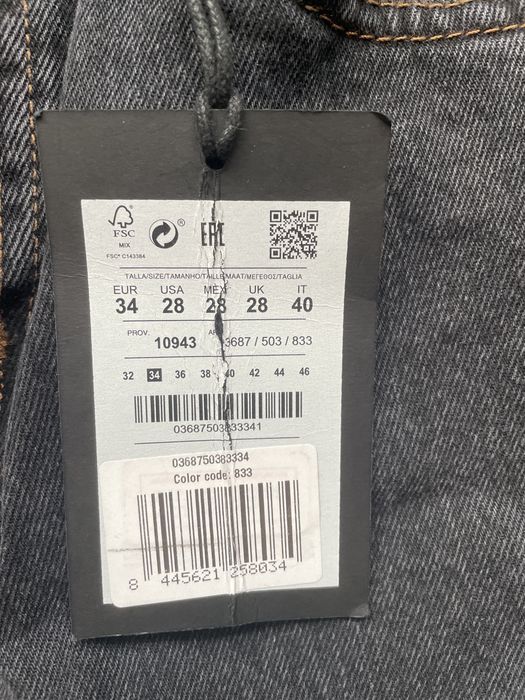 FSC
MIX
FSC® C143384
®
EAC
TALLA/SIZE/TAMANHO/TAILLE/MAAT/ΜΕΓΕΘΟΣ/TAGLIA
EUR USA MEX UK IT
34 28 28 28 40
PROV. 10943 3687 / 503 / 833
32 34 36 38 40 42 44 46
03687503833341
0368750383334
Color code: 833
8 445621 258034